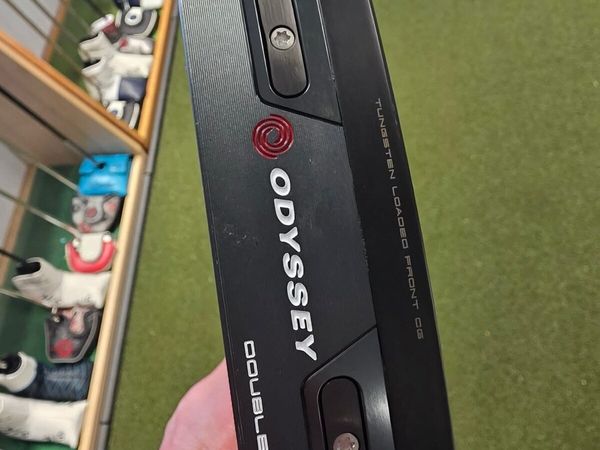 ODYSSEY
DOUBLE
TUNGSTEN LOADED FRONT CG